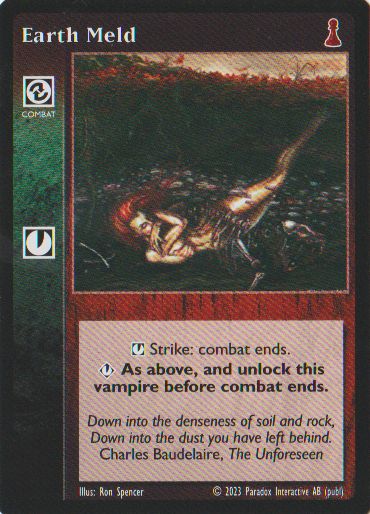 Earth Meld
COMBAT
Strike: combat ends.
As above, and unlock this
vampire before combat ends.
Down into the denseness of soil and rock,
Down into the dust you have left behind.
Charles Baudelaire, The Unforeseen
Illus: Ron Spencer
© 2023 Paradox Interactive AB (publ)